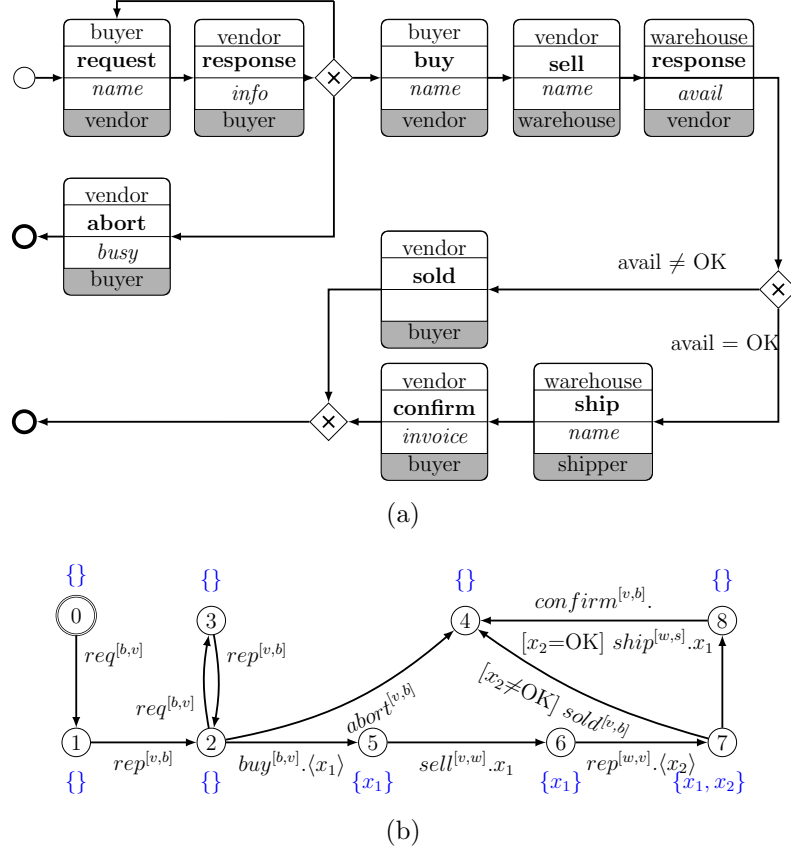 buyer
request
name
vendor
vendor
response
info
buyer
×
buyer
buy
name
vendor
vendor
sell
name
warehouse
warehouse
response
avail
vendor
vendor
abort
busy
buyer
vendor
sold
buyer
avail ≠ OK
×
avail = OK
vendor
confirm
invoice
buyer
warehouse
ship
name
shipper
×
(a)
{}
{}
{}
{}
0
3
4
8
confirm[v,b].
req[b,v]
rep[v,b]
[x2=OK] ship[w,s].x1
req[b,v]
abort[v,b]
[x2≠OK] sold[v,b]
1
2
5
6
7
rep[v,b]
buy[b,v].⟨x1⟩
sell[v,w].x1
rep[w,v].⟨x2⟩
{}
{}
{x1}
{x1}
{x1, x2}
(b)